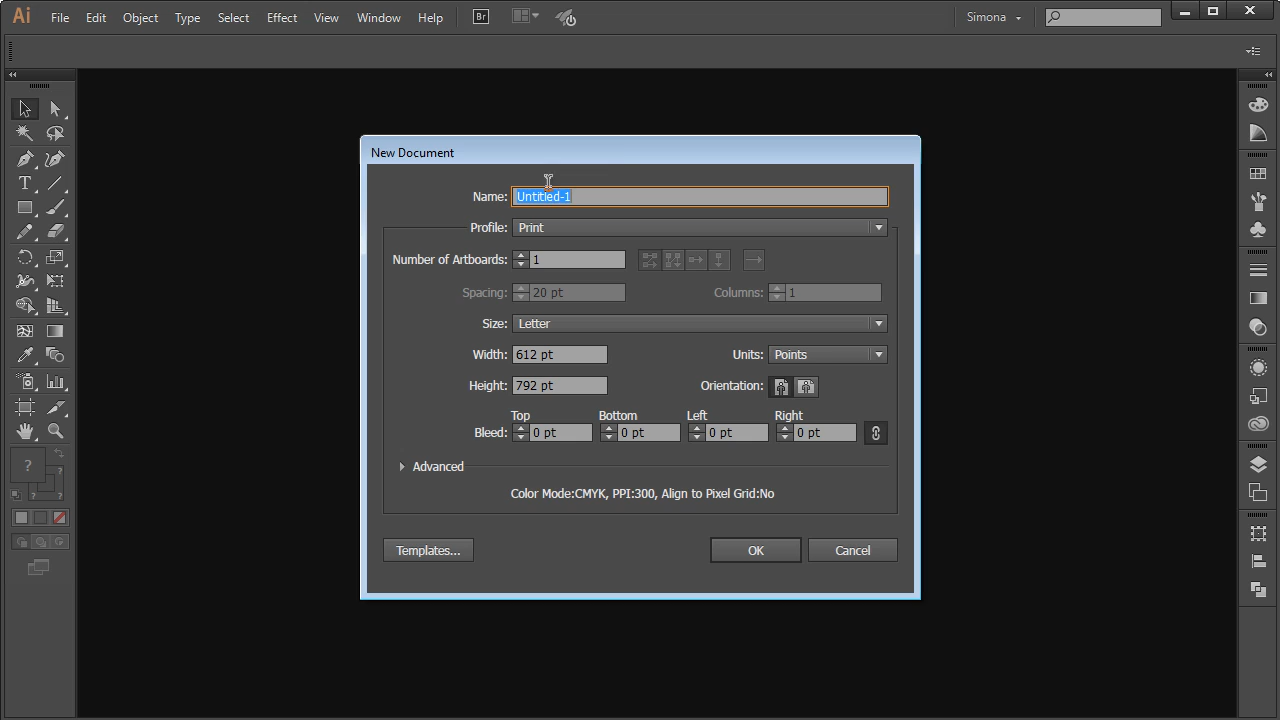 Ai File Edit Object Type Select Effect View Window Help Br Simona
New Document
Name: Untitled-1
Profile: Print
Number of Artboards: 1
Spacing: 20 pt Columns: 1
Size: Letter
Width: 612 pt Units: Points
Height: 792 pt Orientation:
Top Bottom Left Right
Bleed: 0 pt 0 pt 0 pt 0 pt
Advanced
Color Mode:CMYK, PPI:300, Align to Pixel Grid:No
Templates... OK Cancel